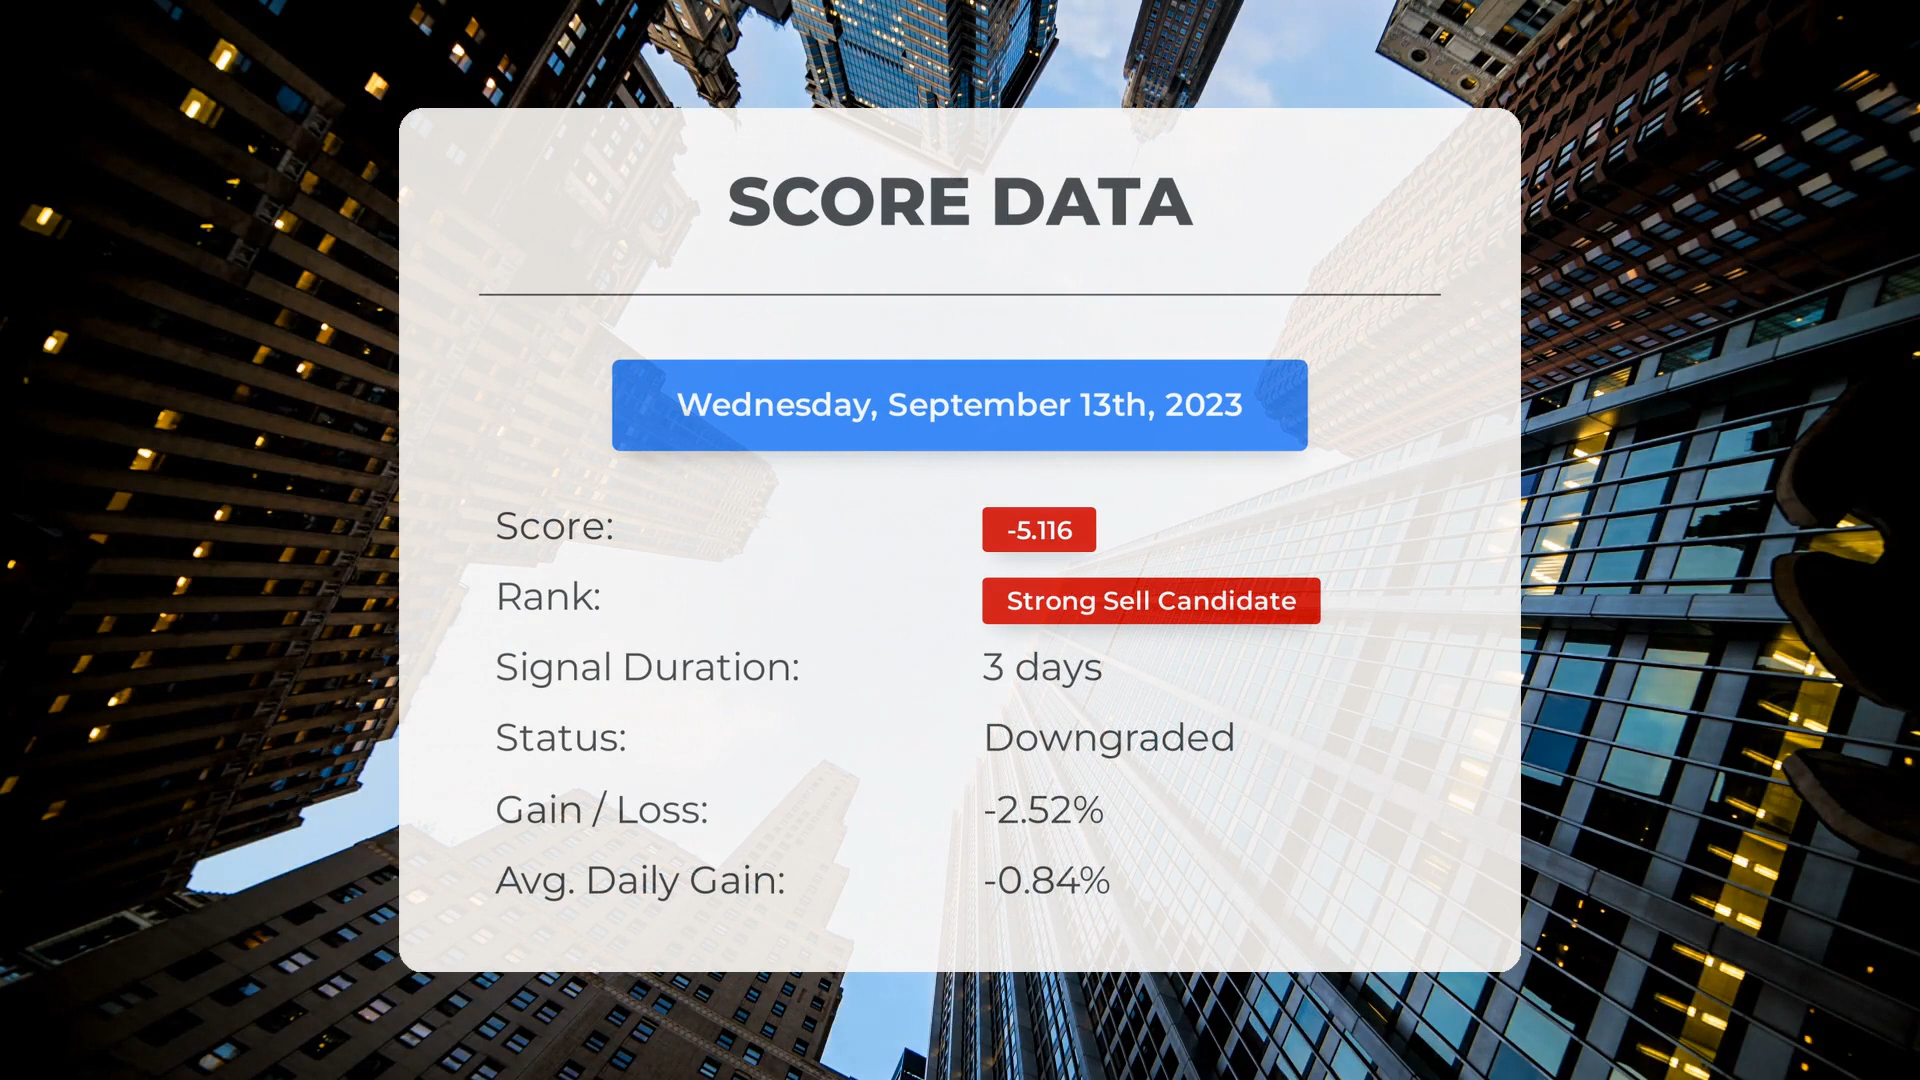 SCORE DATA
Wednesday, September 13th, 2023
Score: -5.116
Rank: Strong Sell Candidate
Signal Duration: 3 days
Status: Downgraded
Gain / Loss: -2.52%
Avg. Daily Gain: -0.84%